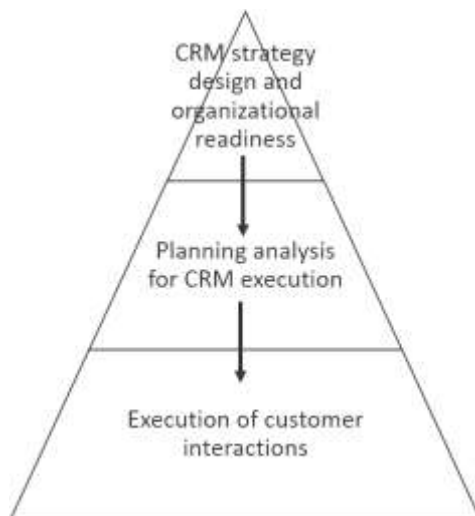 CRM strategy
design and
organizational
readiness
Planning analysis
for CRM execution
Execution of customer
interactions